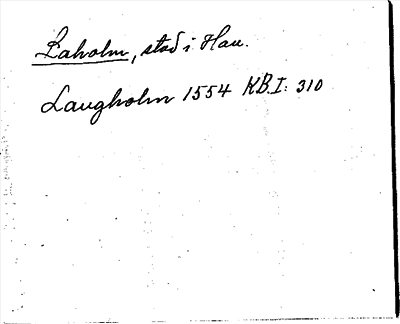 Laholm, stad i Hall.
Laugholm 1554 KB.I: 310